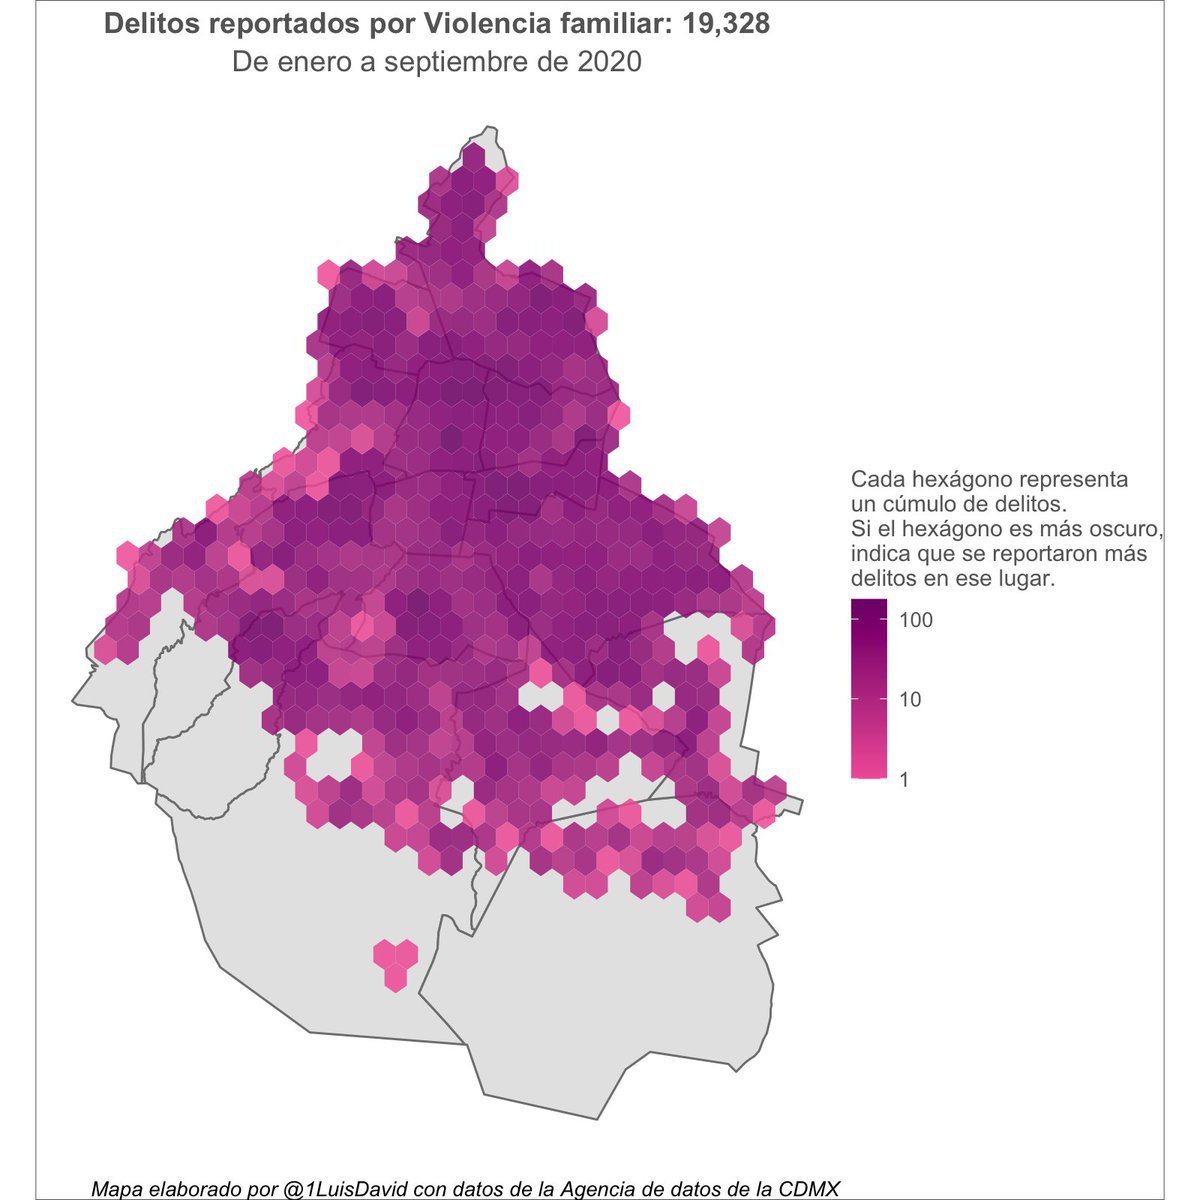 Delitos reportados por Violencia familiar: 19,328
De enero a septiembre de 2020
Cada hexágono representa
un cúmulo de delitos.
Si el hexágono es más oscuro,
indica que se reportaron más
delitos en ese lugar.
100
10
1
Mapa elaborado por @1LuisDavid con datos de la Agencia de datos de la CDMX